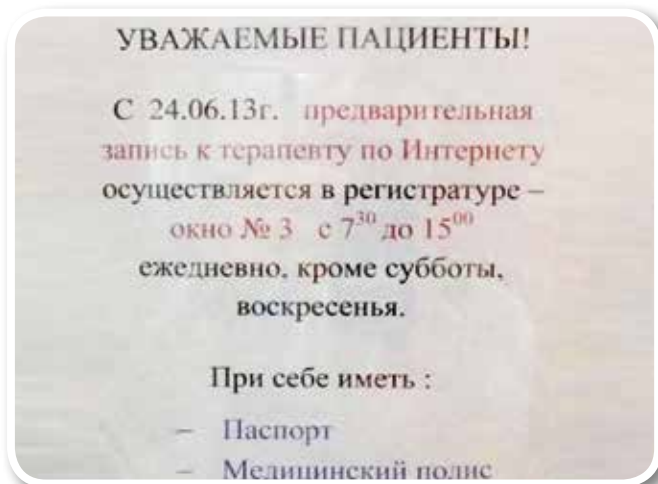 УВАЖАЕМЫЕ ПАЦИЕНТЫ!
С 24.06.13г. предварительная
запись к терапевту по Интернету
осуществляется в регистратуре –
окно № 3 с 7³⁰ до 15⁰⁰
ежедневно, кроме субботы,
воскресенья.
При себе иметь :
– Паспорт
– Медицинский полис